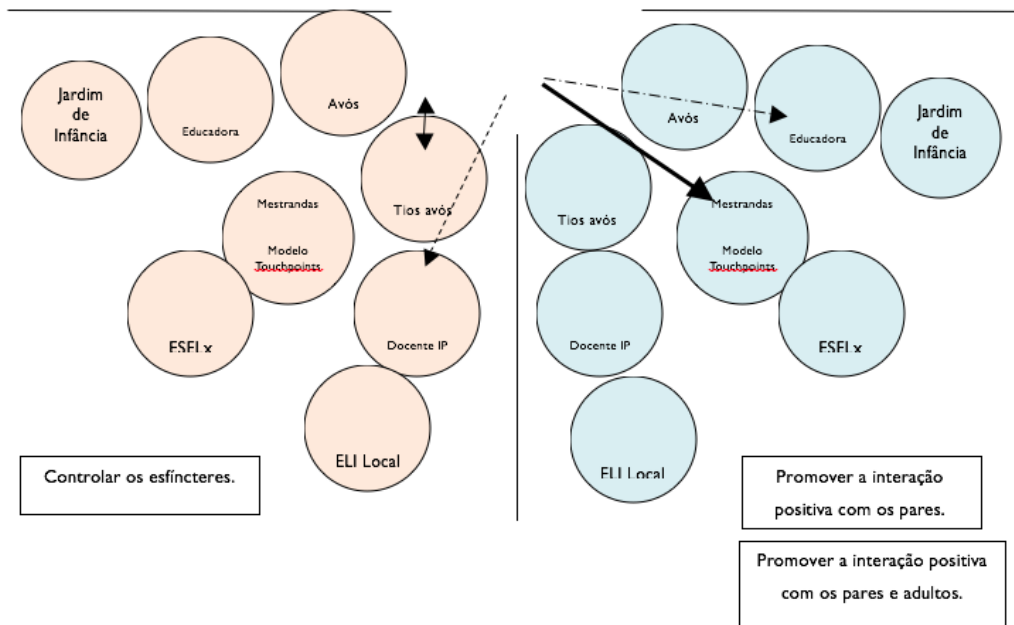 Jardim
de
Infância
Educadora
Avós
Tios avós
Mestrandas
Modelo
Touchpoints
ESELx
Docente IP
ELI Local
Controlar os esfíncteres.
Avós
Educadora
Jardim
de
Infância
Tios avós
Mestrandas
Modelo
Touchpoints
Docente IP
ESELx
ELI Local
Promover a interação
positiva com os pares.
Promover a interação positiva
com os pares e adultos.